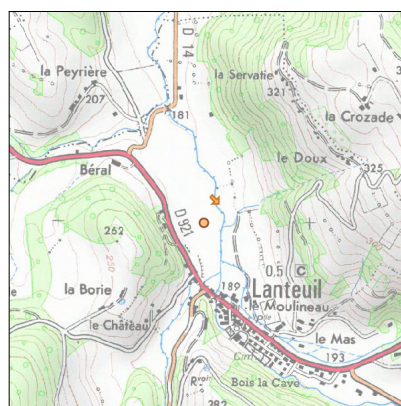 D 14
la Peyrière
207
181
la Servatie
321
la Crozade
le Doux
325
Béral
D 921
262
0,5
C
189
Lanteuil
le Moulineau
la Borie
le Château
le Mas
193
Bois la Cave
282